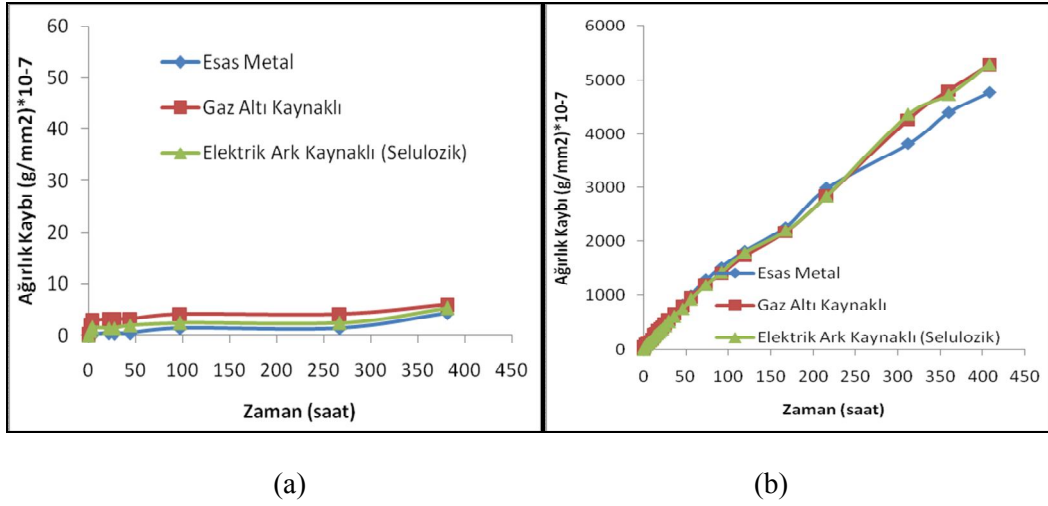 Ağırlık Kaybı (g/mm2)*10-7
60
50
40
30
20
10
0
Esas Metal
Gaz Altı Kaynaklı
Elektrik Ark Kaynaklı (Selulozik)
0 50 100 150 200 250 300 350 400 450
Zaman (saat)
Ağırlık Kaybı (g/mm2)*10-7
6000
5000
4000
3000
2000
1000
0
Esas Metal
Gaz Altı Kaynaklı
Elektrik Ark Kaynaklı (Selulozik)
0 50 100 150 200 250 300 350 400 450
Zaman (saat)
(a)
(b)